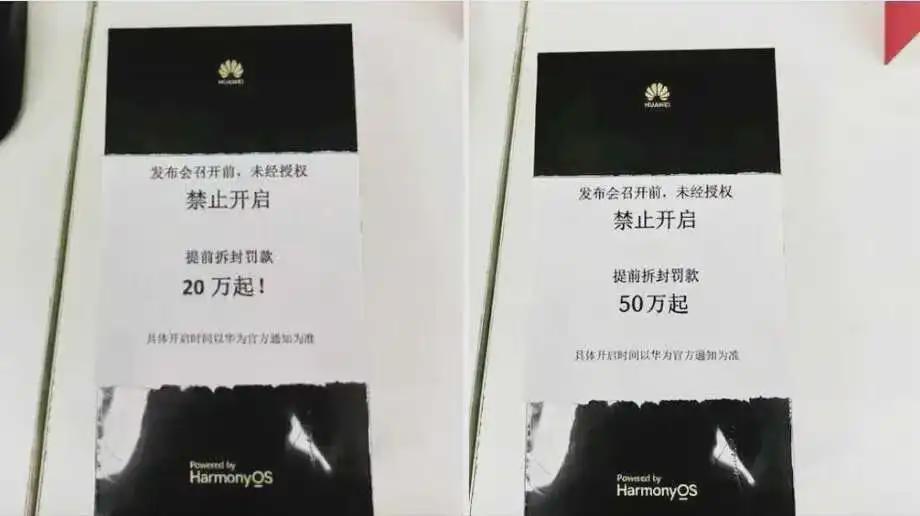 HUAWEI
发布会召开前，未经授权
禁止开启
提前拆封罚款
20 万起！
具体开启时间以华为官方通知为准
Powered by
HarmonyOS
HUAWEI
发布会召开前，未经授权
禁止开启
提前拆封罚款
50万起
具体开启时间以华为官方通知为准
Powered by
HarmonyOS